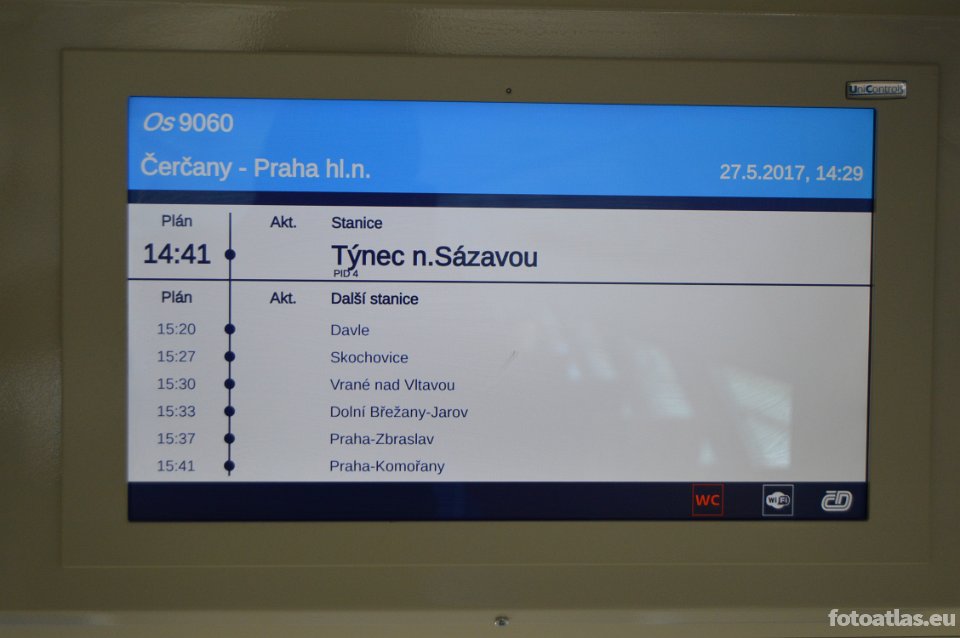 UniControls
Os 9060
Čerčany - Praha hl.n.
27.5.2017, 14:29
Plán Akt. Stanice
14:41 Týnec n.Sázavou
PID 4
Plán Akt. Další stanice
15:20 Davle
15:27 Skochovice
15:30 Vrané nad Vltavou
15:33 Dolní Břežany-Jarov
15:37 Praha-Zbraslav
15:41 Praha-Komořany
WC WiFi ČD
fotoatlas.eu